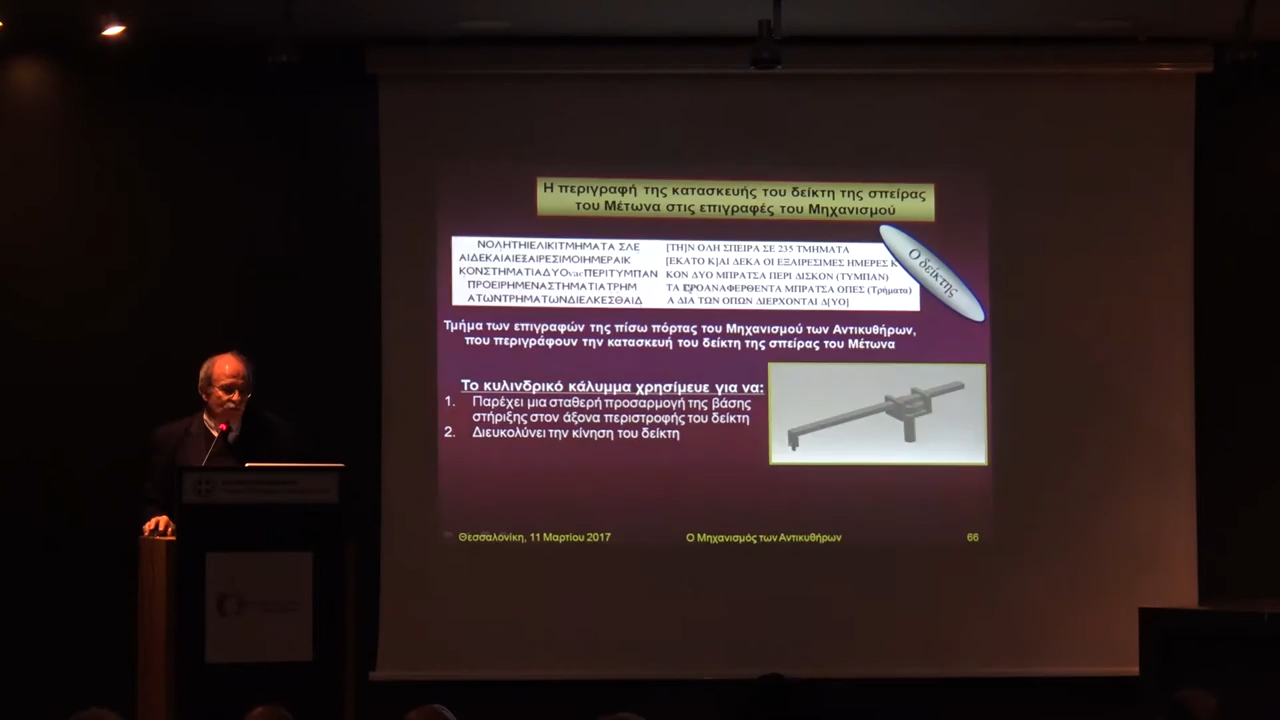 Η περιγραφή της κατασκευής του δείκτη της σπείρας
του Μέτωνα στις επιγραφές του Μηχανισμού
ΝΟΛΗΤΗΙΕΛΙΚΙΤΜΗΜΑΤΑ ΣΛΕ
ΑΙΔΕΚΑΙΑΙΕΞΑΙΡΕΣΙΜΟΙΗΜΕΡΑΙΚ
ΚΟΝΣΤΗΜΑΤΙΑΔΥΟvacΠΕΡΙΤΥΜΠΑΝ
ΠΡΟΕΙΡΗΜΕΝΑΣΤΗΜΑΤΙΑΤΡΗΜ
ΑΤΩΝΤΡΗΜΑΤΩΝΔΙΕΛΚΕΣΘΑΙΔ
[ΤΗ]Ν ΟΛΗ ΣΠΕΙΡΑ ΣΕ 235 ΤΜΗΜΑΤΑ
[ΕΚΑΤΟ Κ]ΑΙ ΔΕΚΑ ΟΙ ΕΞΑΙΡΕΣΙΜΕΣ ΗΜΕΡΕΣ Κ
ΚΟΝ ΔΥΟ ΜΠΡΑΤΣΑ ΠΕΡΙ ΔΙΣΚΟΝ (ΤΥΜΠΑΝ)
ΤΑ ΠΡΟΑΝΑΦΕΡΘΕΝΤΑ ΜΠΡΑΤΣΑ ΟΠΕΣ (Τρήματα)
Α ΔΙΑ ΤΩΝ ΟΠΩΝ ΔΙΕΡΧΟΝΤΑΙ Δ[ΥΟ]
Ο δείκτης
Τμήμα των επιγραφών της πίσω πόρτας του Μηχανισμού των Αντικυθήρων,
που περιγράφουν την κατασκευή του δείκτη της σπείρας του Μέτωνα
Το κυλινδρικό κάλυμμα χρησίμευε για να:
1. Παρέχει μια σταθερή προσαρμογή της βάσης
στήριξης στον άξονα περιστροφής του δείκτη
2. Διευκολύνει την κίνηση του δείκτη
Θεσσαλονίκη, 11 Μαρτίου 2017
Ο Μηχανισμός των Αντικυθήρων
66